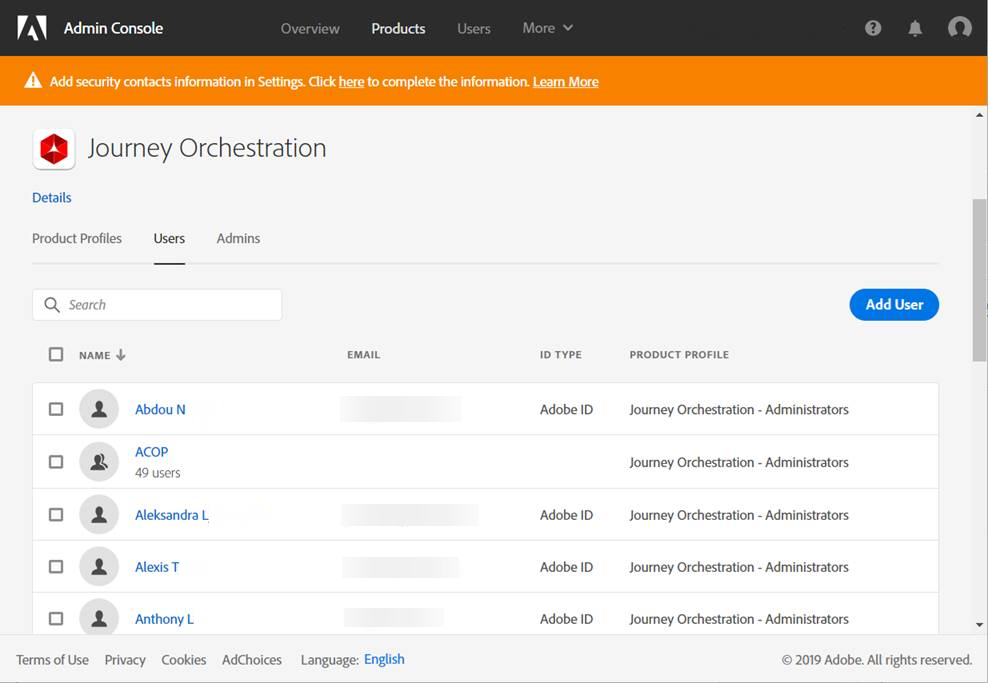 Admin Console Overview Products Users More
Add security contacts information in Settings. Click here to complete the information. Learn More
Journey Orchestration
Details
Product Profiles Users Admins
Search Add User
NAME EMAIL ID TYPE PRODUCT PROFILE
Abdou N Adobe ID Journey Orchestration - Administrators
ACOP
49 users
Journey Orchestration - Administrators
Aleksandra L Adobe ID Journey Orchestration - Administrators
Alexis T Adobe ID Journey Orchestration - Administrators
Anthony L Adobe ID Journey Orchestration - Administrators
Terms of Use Privacy Cookies AdChoices Language: English © 2019 Adobe. All rights reserved.